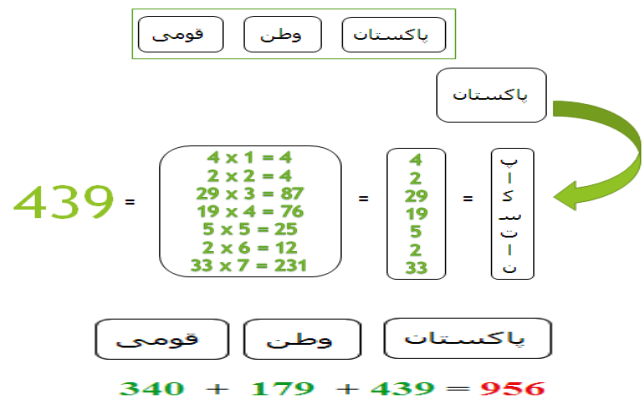 پاکستان وطن قومی
پاکستان
439 =
4 x 1 = 4
2 x 2 = 4
29 x 3 = 87
19 x 4 = 76
5 x 5 = 25
2 x 6 = 12
33 x 7 = 231
=
4
2
29
19
5
2
33
=
پ
ا
ک
س
ت
ا
ن
پاکستان وطن قومی
340 + 179 + 439 = 956